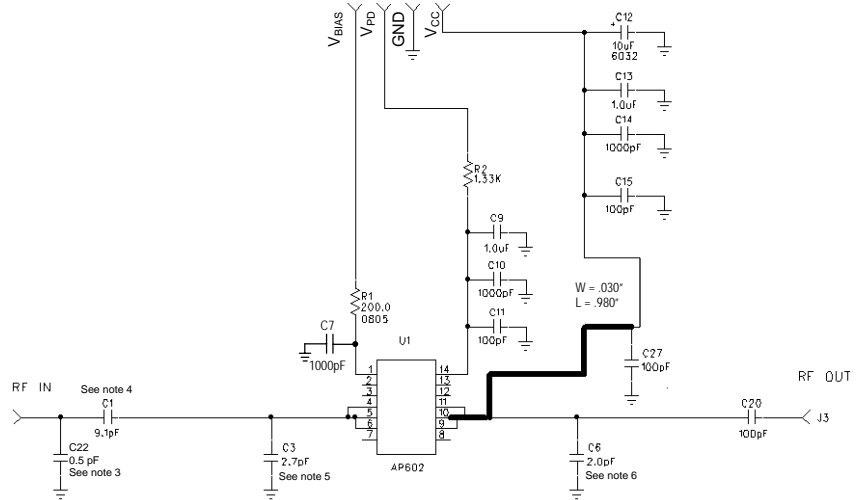 V_BIAS
V_PD
GND
V_CC
+
C12
10uF
6032
C13
1.0uF
C14
1000pF
C15
100pF
R2
1.33K
C9
1.0uF
C10
1000pF
C11
100pF
W = .030"
L = .980"
R1
200.0
0805
C7
1000pF
U1
1
2
3
4
5
6
7
14
13
12
11
10
9
8
AP602
C27
100pF
RF IN
See note 4
C1
9.1pF
C22
0.5 pF
See note 3
C3
2.7pF
See note 5
C6
2.0pF
See note 6
C20
100pF
RF OUT
J3